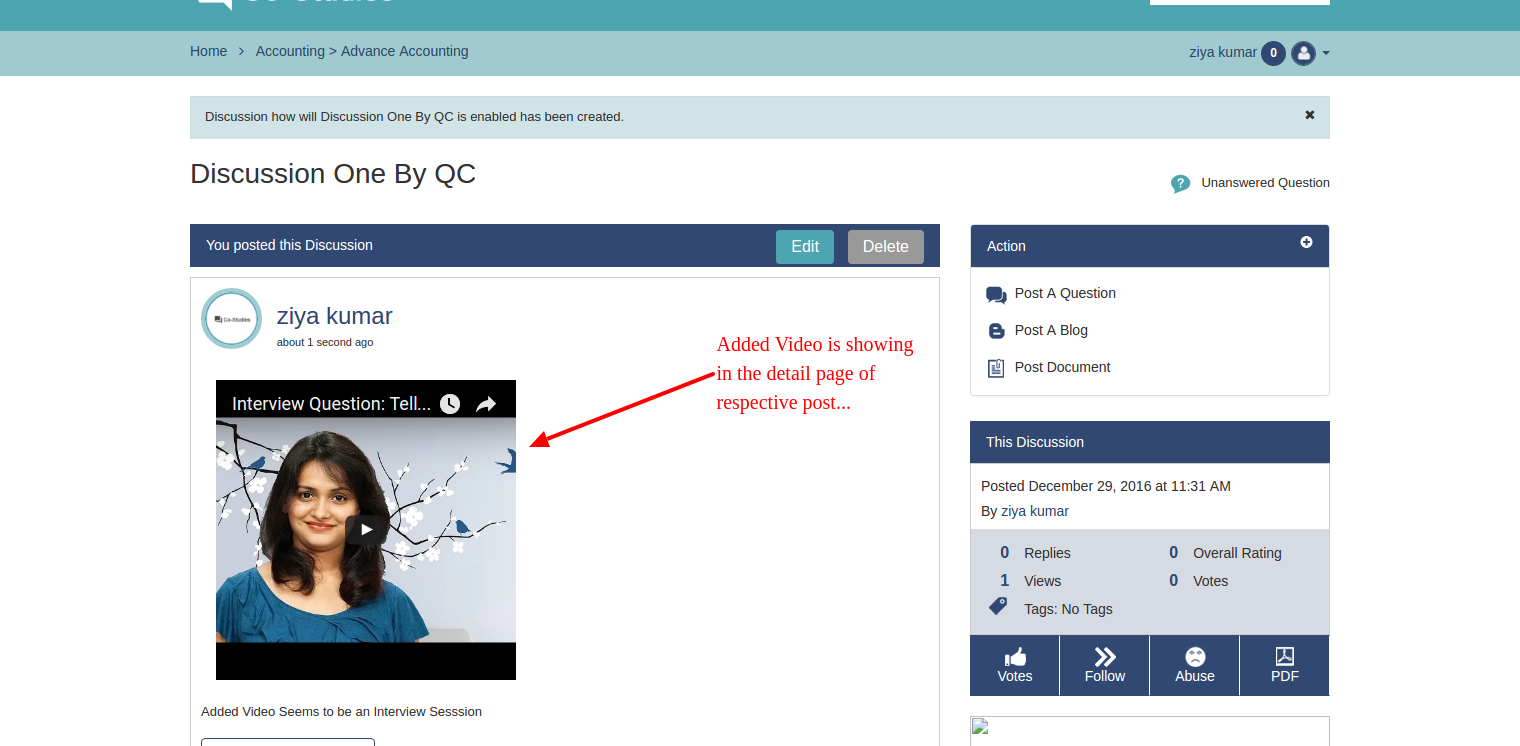 Home > Accounting > Advance Accounting
ziya kumar 0
Discussion how will Discussion One By QC is enabled has been created.
Discussion One By QC
Unanswered Question
You posted this Discussion
Edit
Delete
ziya kumar
about 1 second ago
Co-Studies
Added Video is showing
in the detail page of
respective post...
Interview Question: Tell...
Added Video Seems to be an Interview Sesssion
Action
Post A Question
Post A Blog
Post Document
This Discussion
Posted December 29, 2016 at 11:31 AM
By ziya kumar
0 Replies 0 Overall Rating
1 Views 0 Votes
Tags: No Tags
Votes Follow Abuse PDF